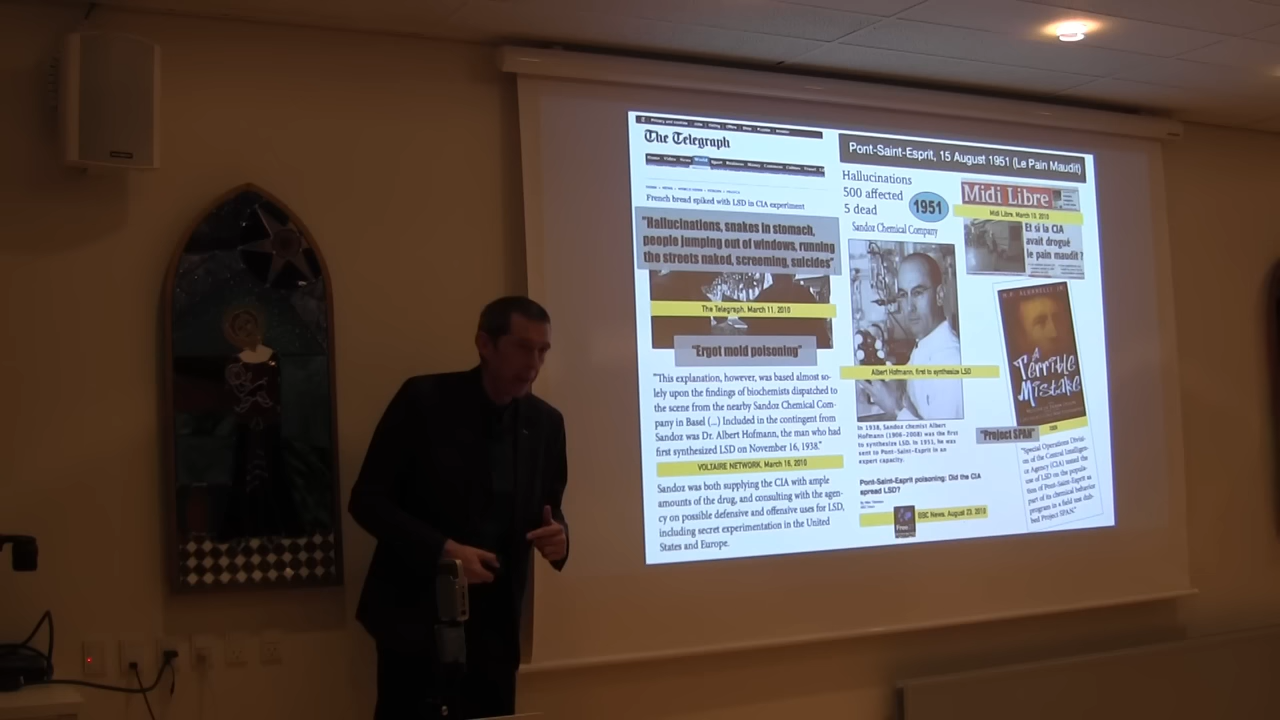 The Telegraph
French bread spiked with LSD in CIA experiment
"Hallucinations, snakes in stomach,
people jumping out of windows, running
the streets naked, screeming, suicides"
The Telegraph, March 11, 2010
"Ergot mold poisoning"
"This explanation, however, was based almost so-
lely upon the findings of biochemists dispatched to
the scene from the nearby Sandoz Chemical Com-
pany in Basel (...) Included in the contingent from
Sandoz was Dr. Albert Hofmann, the man who had
first synthesized LSD on November 16, 1938."
VOLTAIRE NETWORK, March 16, 2010
Sandoz was both supplying the CIA with ample
amounts of the drug, and consulting with the agen-
cy on possible defensive and offensive uses for LSD,
including secret experimentation in the United
States and Europe.
Pont-Saint-Esprit, 15 August 1951 (Le Pain Maudit)
Hallucinations
500 affected
5 dead
1951
Sandoz Chemical Company
Albert Hofmann, first to synthesize LSD
In 1938, Sandoz chemist Albert
Hofmann (1906-2008) was the first
to synthesize LSD. In 1951, he was
sent to Pont-Saint-Esprit in an
expert capacity.
Pont-Saint-Esprit poisoning: Did the CIA
spread LSD?
BBC News, August 23, 2010
Midi Libre
Midi Libre, March 13, 2010
Et si la CIA
avait drogué
le pain maudit ?
A
Terrible
Mistake
"Project SPAN"
"Special Operations Divisi-
on of the Central Intelligen-
ce Agency (CIA) tested the
use of LSD on the popula-
tion of Pont-Saint-Esprit as
part of its chemical behavior
program in a field test dub-
bed Project SPAN."